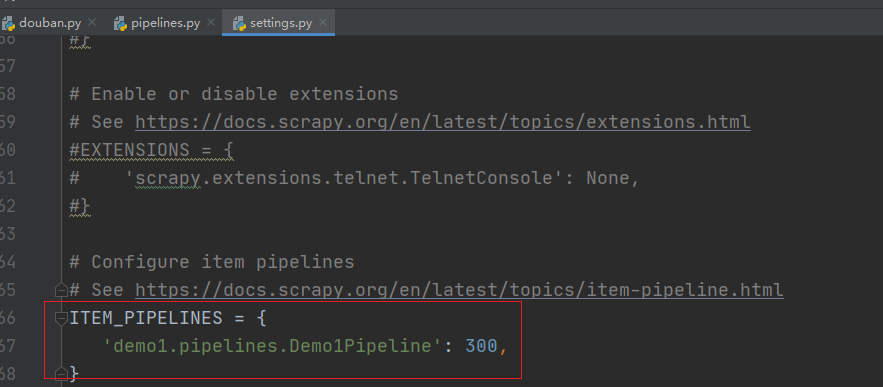 douban.py
pipelines.py
settings.py
66 #}
57
58 # Enable or disable extensions
59 # See https://docs.scrapy.org/en/latest/topics/extensions.html
60 #EXTENSIONS = {
61 #    'scrapy.extensions.telnet.TelnetConsole': None,
62 #}
63
64 # Configure item pipelines
65 # See https://docs.scrapy.org/en/latest/topics/item-pipeline.html
66 ITEM_PIPELINES = {
67    'demo1.pipelines.Demo1Pipeline': 300,
68 }